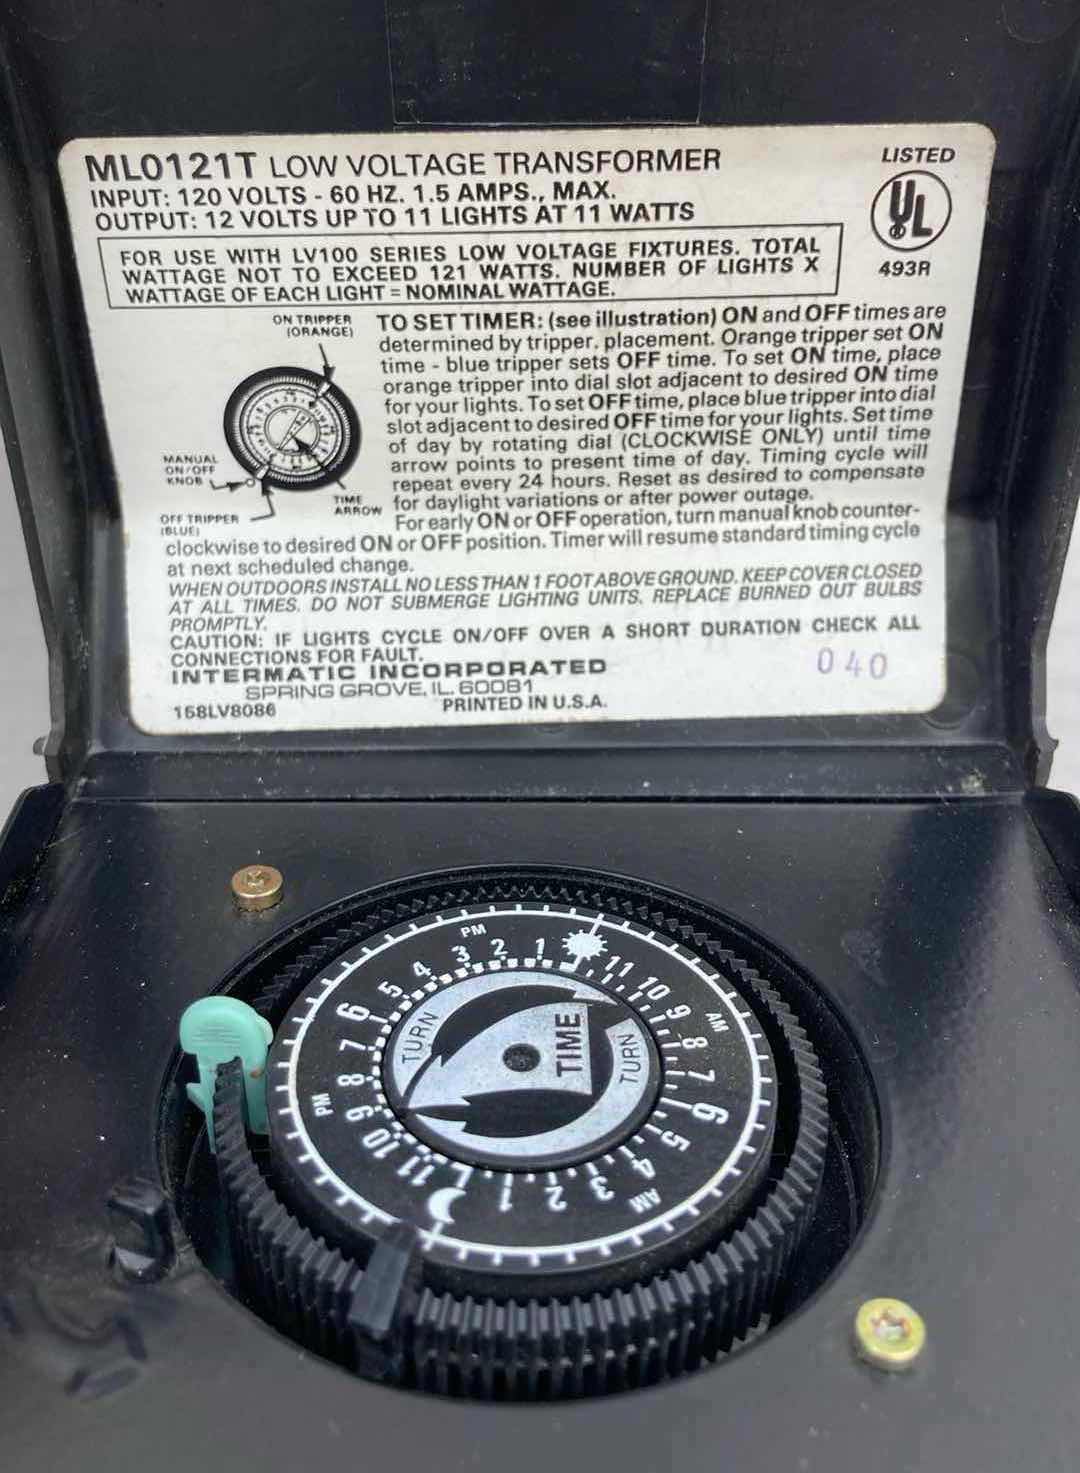 ML0121T LOW VOLTAGE TRANSFORMER
INPUT: 120 VOLTS - 60 HZ. 1.5 AMPS., MAX.
OUTPUT: 12 VOLTS UP TO 11 LIGHTS AT 11 WATTS
LISTED
UL
493R
FOR USE WITH LV100 SERIES LOW VOLTAGE FIXTURES. TOTAL
WATTAGE NOT TO EXCEED 121 WATTS. NUMBER OF LIGHTS X
WATTAGE OF EACH LIGHT = NOMINAL WATTAGE.
ON TRIPPER
(ORANGE)
MANUAL
ON/OFF
KNOB
OFF TRIPPER
(BLUE)
TIME
ARROW
TO SET TIMER: (see illustration) ON and OFF times are
determined by tripper. placement. Orange tripper set ON
time - blue tripper sets OFF time. To set ON time, place
orange tripper into dial slot adjacent to desired ON time
for your lights. To set OFF time, place blue tripper into dial
slot adjacent to desired OFF time for your lights. Set time
of day by rotating dial (CLOCKWISE ONLY) until time
arrow points to present time of day. Timing cycle will
repeat every 24 hours. Reset as desired to compensate
for daylight variations or after power outage.
For early ON or OFF operation, turn manual knob counter-
clockwise to desired ON or OFF position. Timer will resume standard timing cycle
at next scheduled change.
WHEN OUTDOORS INSTALL NO LESS THAN 1 FOOT ABOVE GROUND. KEEP COVER CLOSED
AT ALL TIMES. DO NOT SUBMERGE LIGHTING UNITS. REPLACE BURNED OUT BULBS
PROMPTLY.
CAUTION: IF LIGHTS CYCLE ON/OFF OVER A SHORT DURATION CHECK ALL
CONNECTIONS FOR FAULT.
INTERMATIC INCORPORATED
SPRING GROVE, IL. 60081
158LV8086
PRINTED IN U.S.A.
040
PM
1 2 3 4 5 6 7 8 9 10 11
PM
1 2 3 4 5 6 7 8 9 10 11
AM
AM
TURN
TIME
TURN